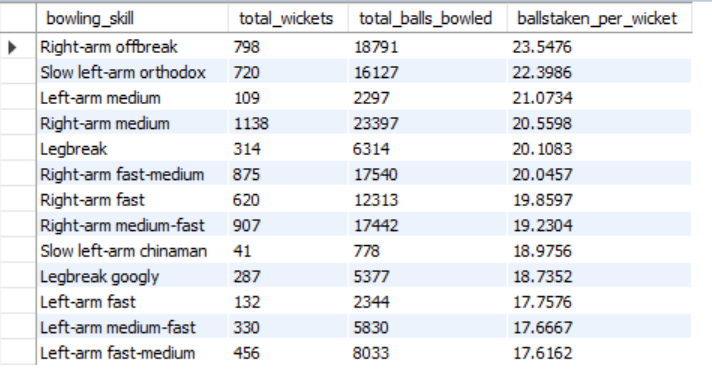 bowling_skill total_wickets total_balls_bowled ballstaken_per_wicket
Right-arm offbreak 798 18791 23.5476
Slow left-arm orthodox 720 16127 22.3986
Left-arm medium 109 2297 21.0734
Right-arm medium 1138 23397 20.5598
Legbreak 314 6314 20.1083
Right-arm fast-medium 875 17540 20.0457
Right-arm fast 620 12313 19.8597
Right-arm medium-fast 907 17442 19.2304
Slow left-arm chinaman 41 778 18.9756
Legbreak googly 287 5377 18.7352
Left-arm fast 132 2344 17.7576
Left-arm medium-fast 330 5830 17.6667
Left-arm fast-medium 456 8033 17.6162